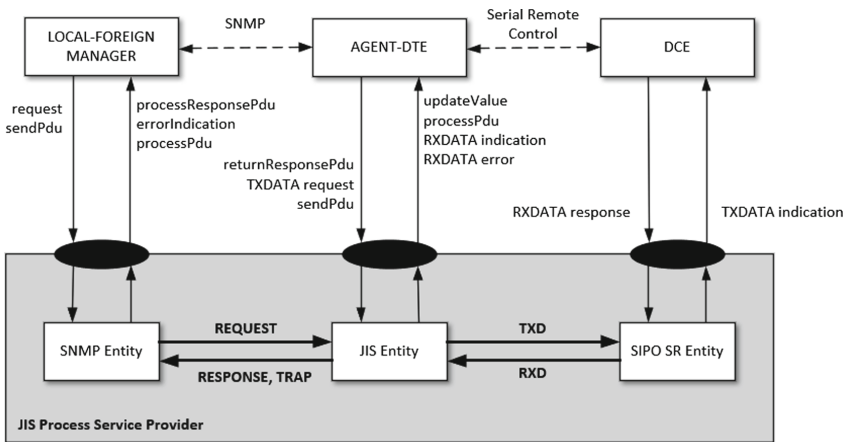 LOCAL-FOREIGN
MANAGER
SNMP
AGENT-DTE
Serial Remote
Control
DCE
request
sendPdu
processResponsePdu
errorIndication
processPdu
returnResponsePdu
TXDATA request
sendPdu
updateValue
processPdu
RXDATA indication
RXDATA error
RXDATA response
TXDATA indication
SNMP Entity
REQUEST
RESPONSE, TRAP
JIS Entity
TXD
RXD
SIPO SR Entity
JIS Process Service Provider